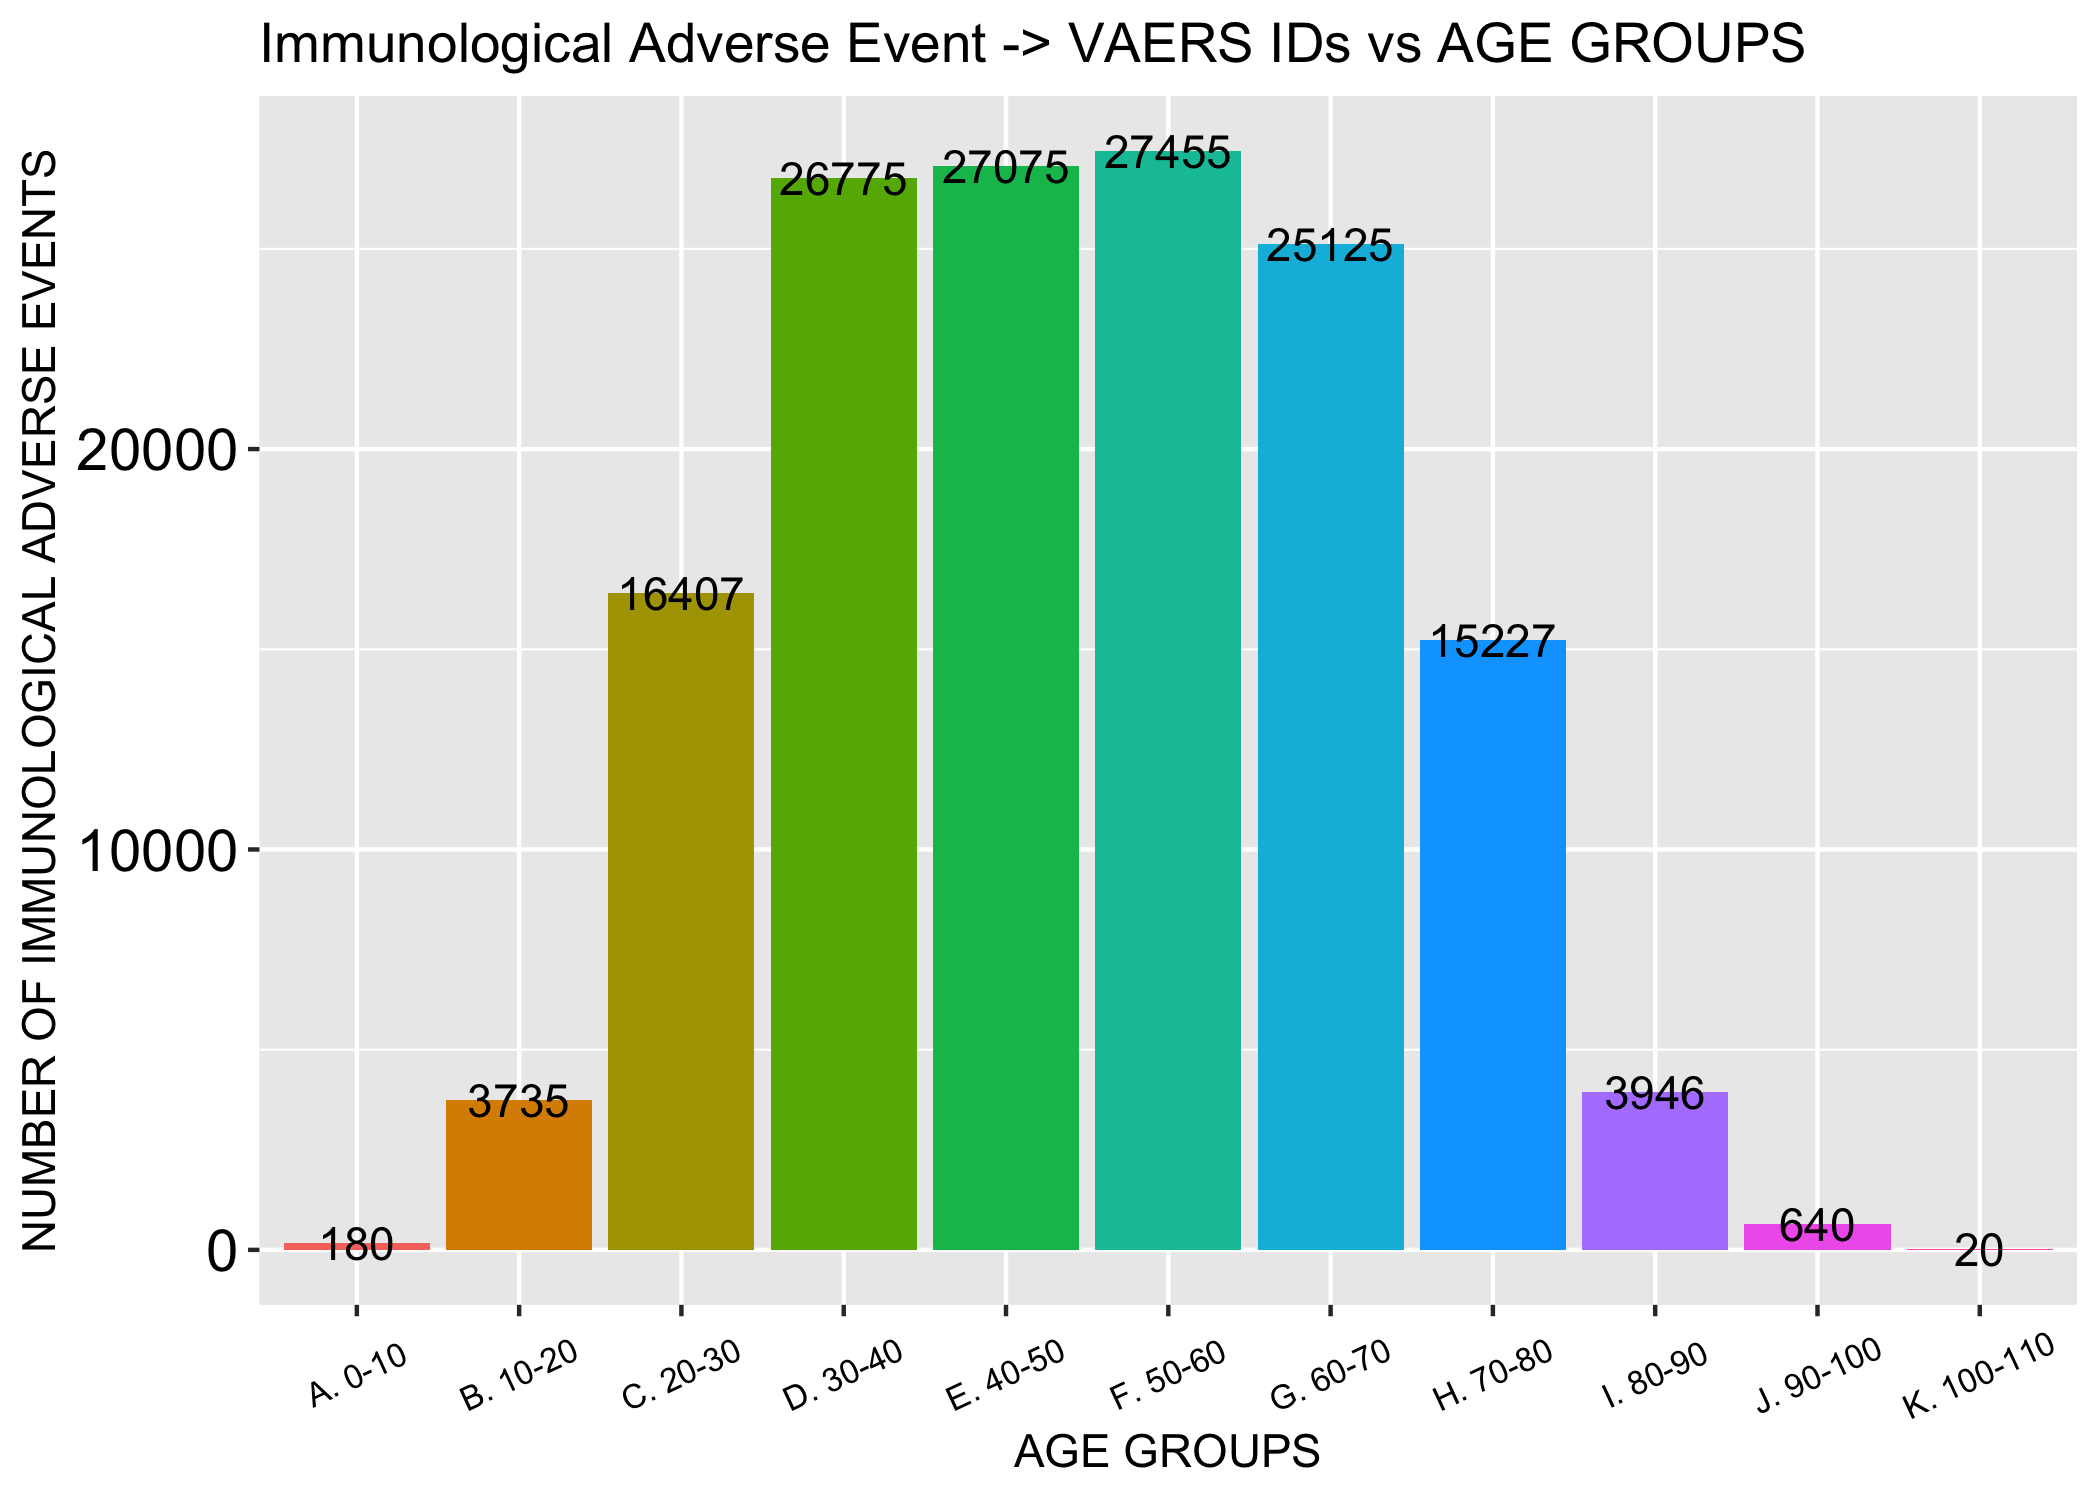 Immunological Adverse Event -> VAERS IDs vs AGE GROUPS
NUMBER OF IMMUNOLOGICAL ADVERSE EVENTS
20000
10000
0
180
3735
16407
26775
27075
27455
25125
15227
3946
640
20
A. 0-10
B. 10-20
C. 20-30
D. 30-40
E. 40-50
F. 50-60
G. 60-70
H. 70-80
I. 80-90
J. 90-100
K. 100-110
AGE GROUPS